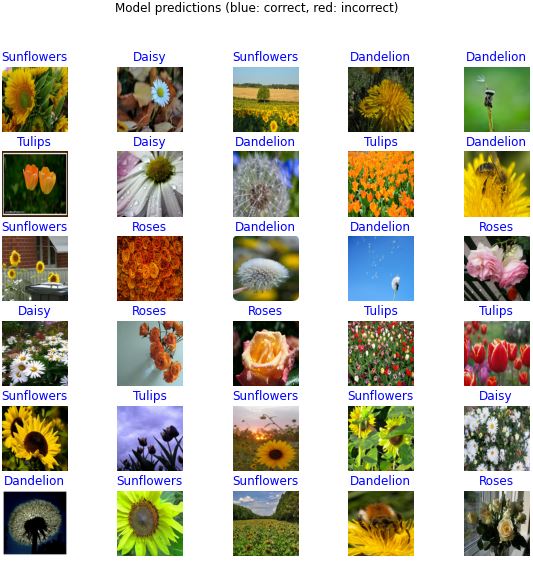 Model predictions (blue: correct, red: incorrect)
Sunflowers Daisy Sunflowers Dandelion Dandelion
Tulips Daisy Dandelion Tulips Dandelion
Sunflowers Roses Dandelion Dandelion Roses
Daisy Roses Roses Tulips Tulips
Sunflowers Tulips Sunflowers Sunflowers Daisy
Dandelion Sunflowers Sunflowers Dandelion Roses